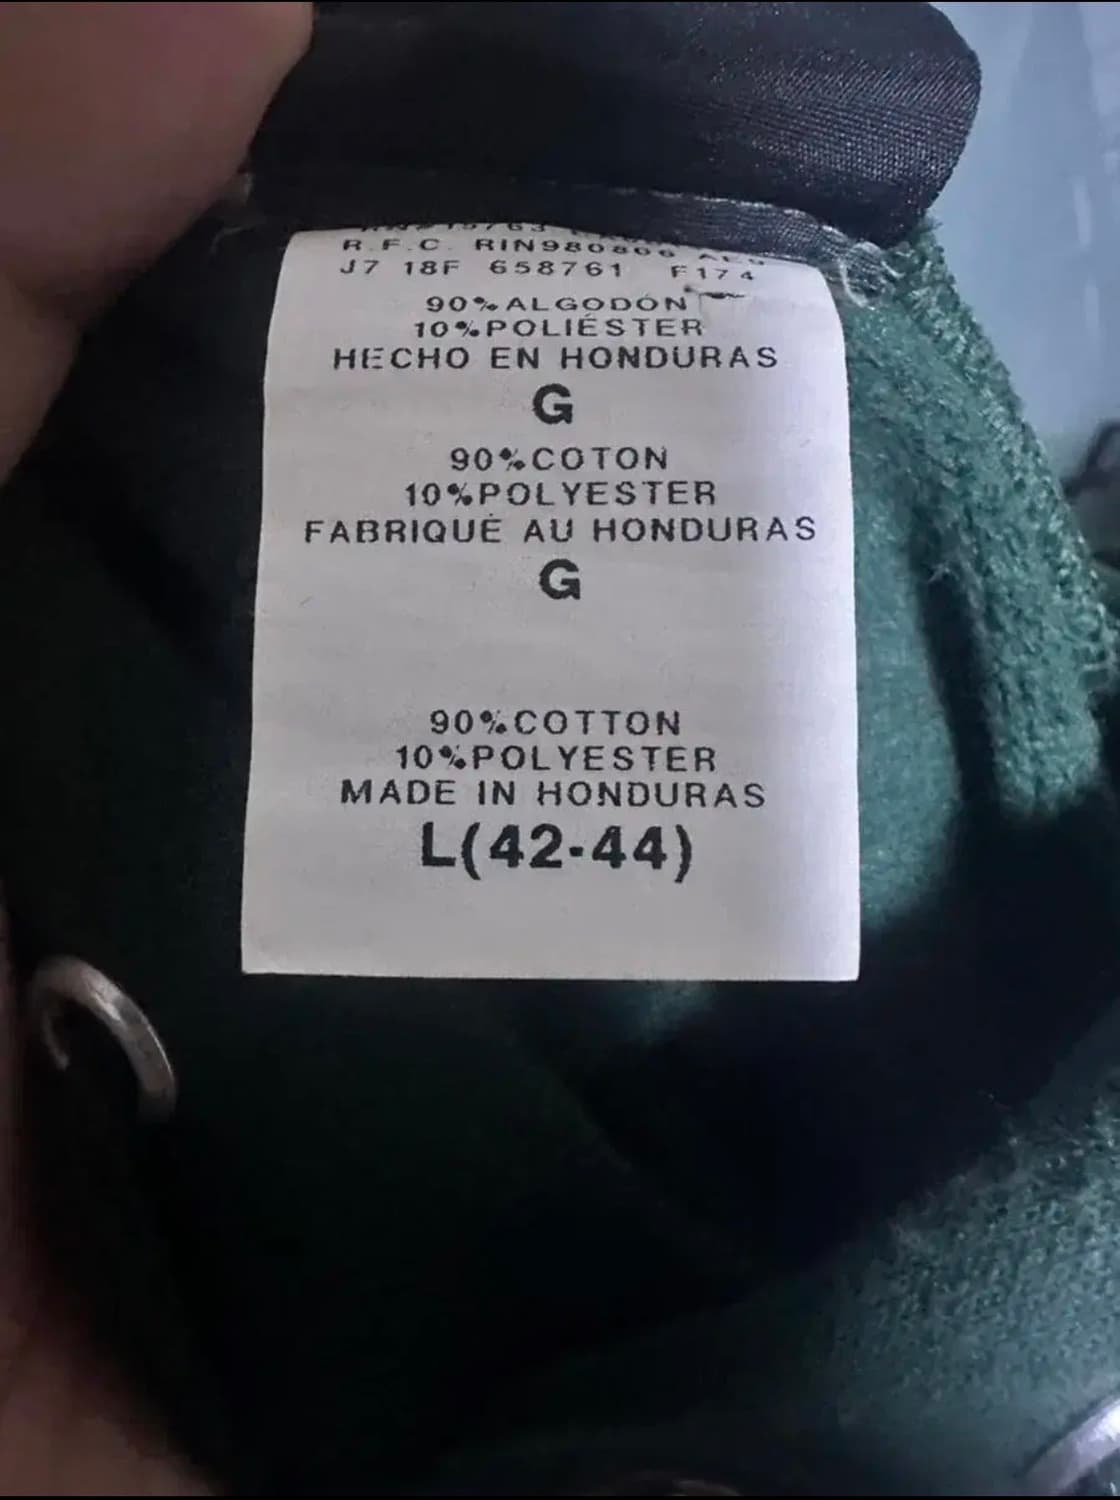 R.F.C. RIN980806
J7 18F 658761 F174
90%ALGODÓN
10%POLIÉSTER
HECHO EN HONDURAS
G
90%COTON
10%POLYESTER
FABRIQUÉ AU HONDURAS
G
90%COTTON
10%POLYESTER
MADE IN HONDURAS
L(42-44)